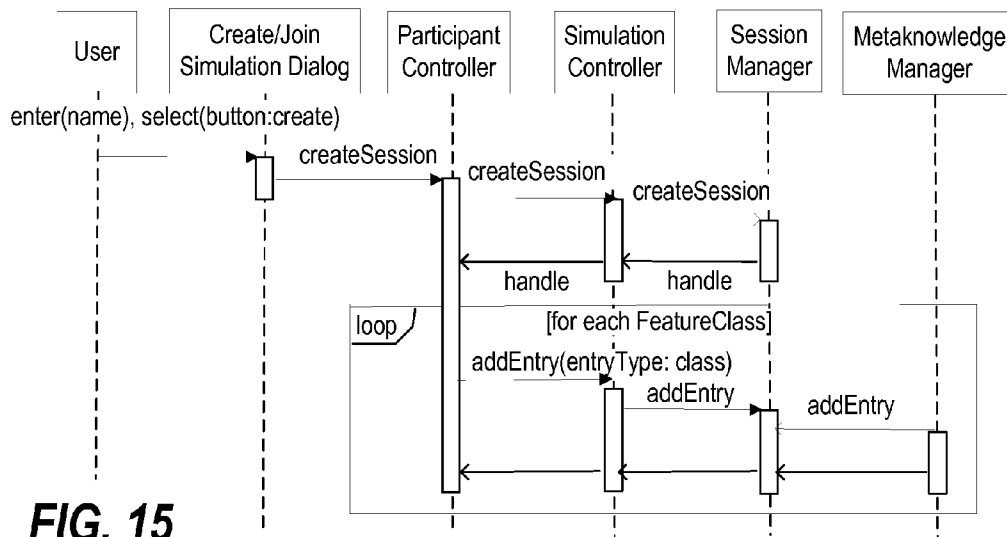 User
Create/Join
Simulation Dialog
Participant
Controller
Simulation
Controller
Session
Manager
Metaknowledge
Manager
enter(name), select(button:create)
createSession
createSession
createSession
handle
handle
loop
[for each FeatureClass]
addEntry(entryType: class)
addEntry
addEntry
FIG. 15